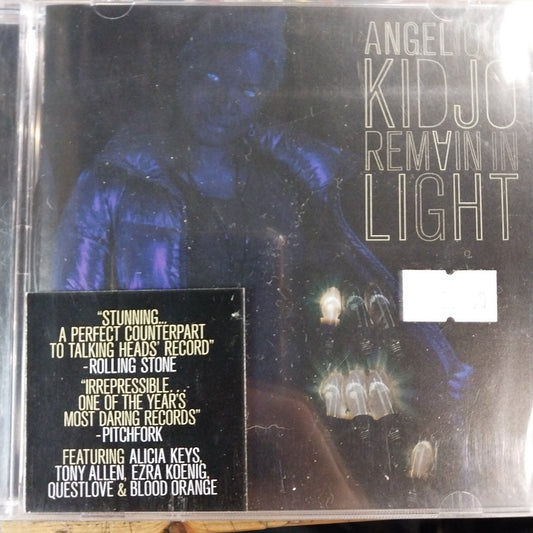 ANGELIQUE
KIDJO
REMAIN IN
LIGHT
"STUNNING...
A PERFECT COUNTERPART
TO TALKING HEADS' RECORD"
-ROLLING STONE
"IRREPRESSIBLE...
ONE OF THE YEAR'S
MOST DARING RECORDS"
-PITCHFORK
FEATURING ALICIA KEYS,
TONY ALLEN, EZRA KOENIG,
QUESTLOVE & BLOOD ORANGE